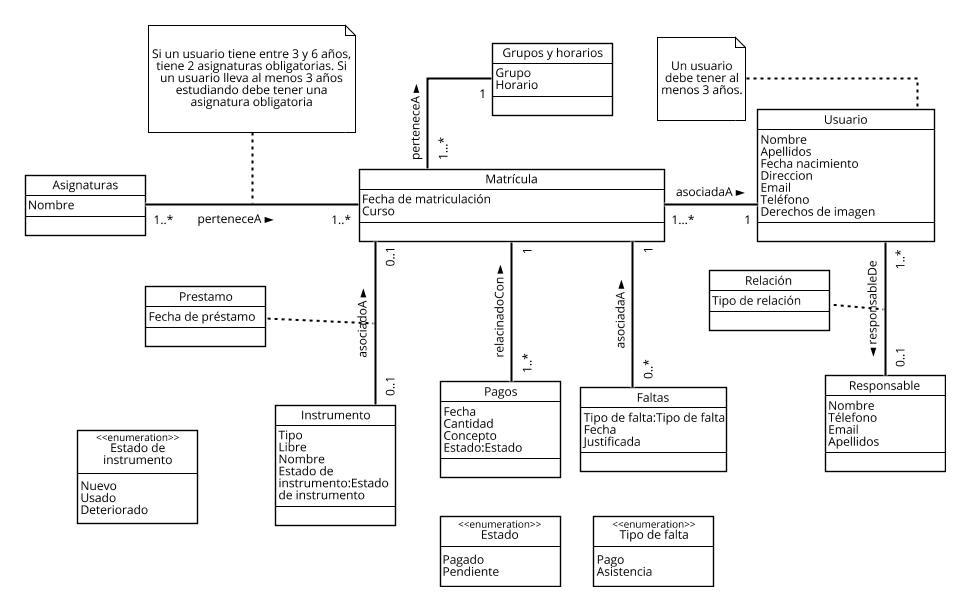 Si un usuario tiene entre 3 y 6 años,
tiene 2 asignaturas obligatorias. Si
un usuario lleva al menos 3 años
estudiando debe tener una
asignatura obligatoria
Grupos y horarios
Grupo
Horario
Un usuario
debe tener al
menos 3 años.
perteneceA ►
1
1...*
Usuario
Nombre
Apellidos
Fecha nacimiento
Direccion
Email
Teléfono
Derechos de imagen
Asignaturas
Nombre
1..*
perteneceA ►
1..*
Matrícula
Fecha de matriculación
Curso
asociadaA ►
1...*
1
Prestamo
Fecha de préstamo
0..1
asociadoA ►
0..1
1
relacinadoCon ►
1..*
1
asociadaA ►
0..*
Relación
Tipo de relación
1..*
◄ responsableDe
0..1
Instrumento
Tipo
Libre
Nombre
Estado de
instrumento:Estado
de instrumento
Pagos
Fecha
Cantidad
Concepto
Estado:Estado
Faltas
Tipo de falta:Tipo de falta
Fecha
Justificada
Responsable
Nombre
Télefono
Email
Apellidos
<<enumeration>>
Estado de
instrumento
Nuevo
Usado
Deteriorado
<<enumeration>>
Estado
Pagado
Pendiente
<<enumeration>>
Tipo de falta
Pago
Asistencia